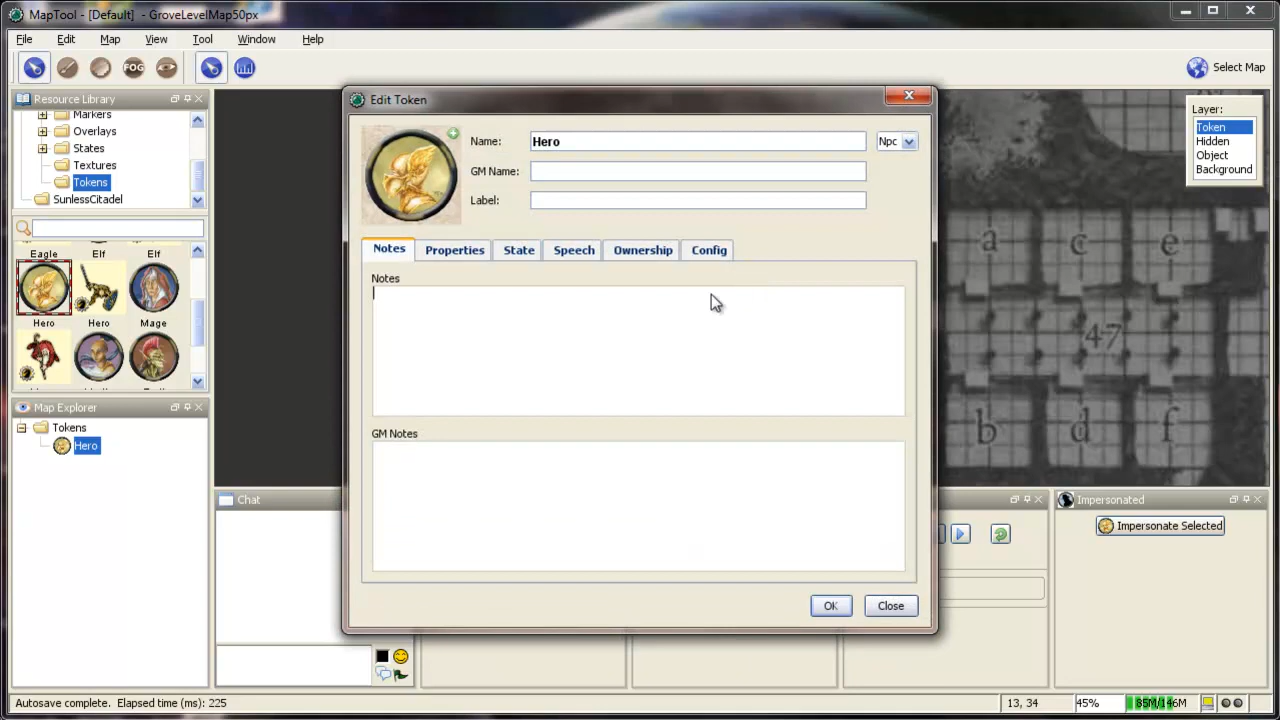 MapTool - [Default] - GroveLevelMap50px
File Edit Map View Tool Window Help
FOG
Select Map
Resource Library
Markers
Overlays
States
Textures
Tokens
SunlessCitadel
Eagle Elf Elf
Hero Hero Mage
Map Explorer
Tokens
Hero
Edit Token
Name: Hero Npc
GM Name:
Label:
Notes Properties State Speech Ownership Config
Notes
GM Notes
OK Close
Layer:
Token
Hidden
Object
Background
a c e
47
b d f
Chat
Impersonated
Impersonate Selected
Autosave complete. Elapsed time (ms): 225
13, 34
45%
85M/146M